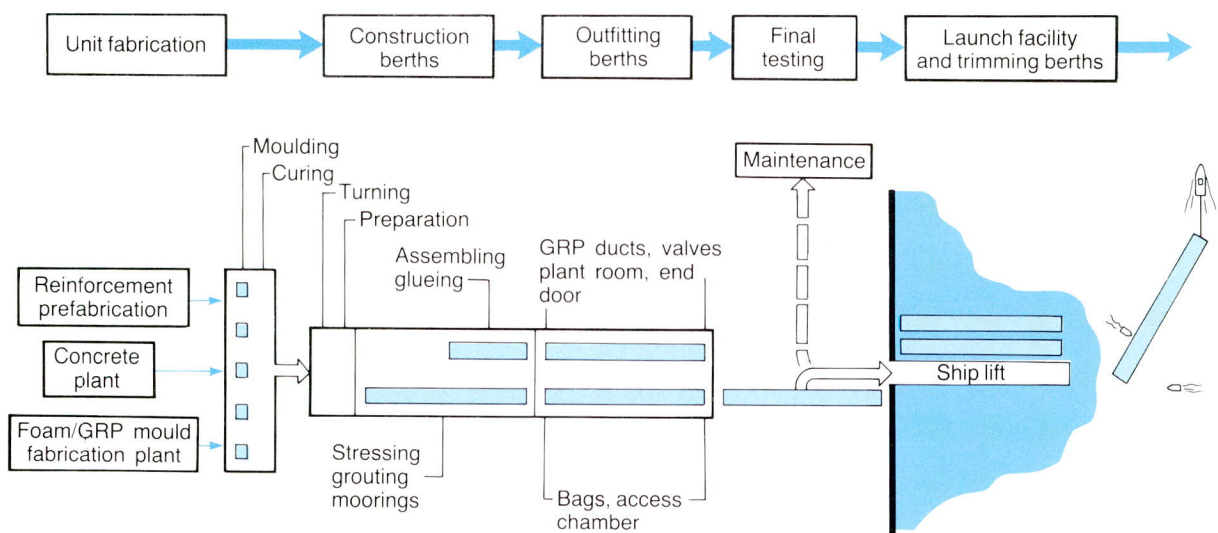 Unit fabrication
Construction
berths
Outfitting
berths
Final
testing
Launch facility
and trimming berths
Moulding
Curing
Turning
Preparation
Maintenance
Assembling
glueing
GRP ducts, valves
plant room, end
door
Reinforcement
prefabrication
Concrete
plant
Foam/GRP mould
fabrication plant
Ship lift
Stressing
grouting
moorings
Bags, access
chamber